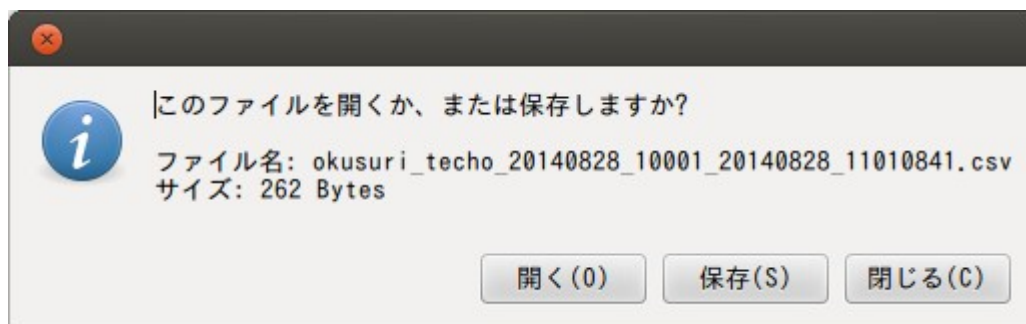 このファイルを開くか、または保存しますか?
ファイル名: okusuri_techo_20140828_10001_20140828_11010841.csv
サイズ: 262 Bytes
開く(O) 保存(S) 閉じる(C)